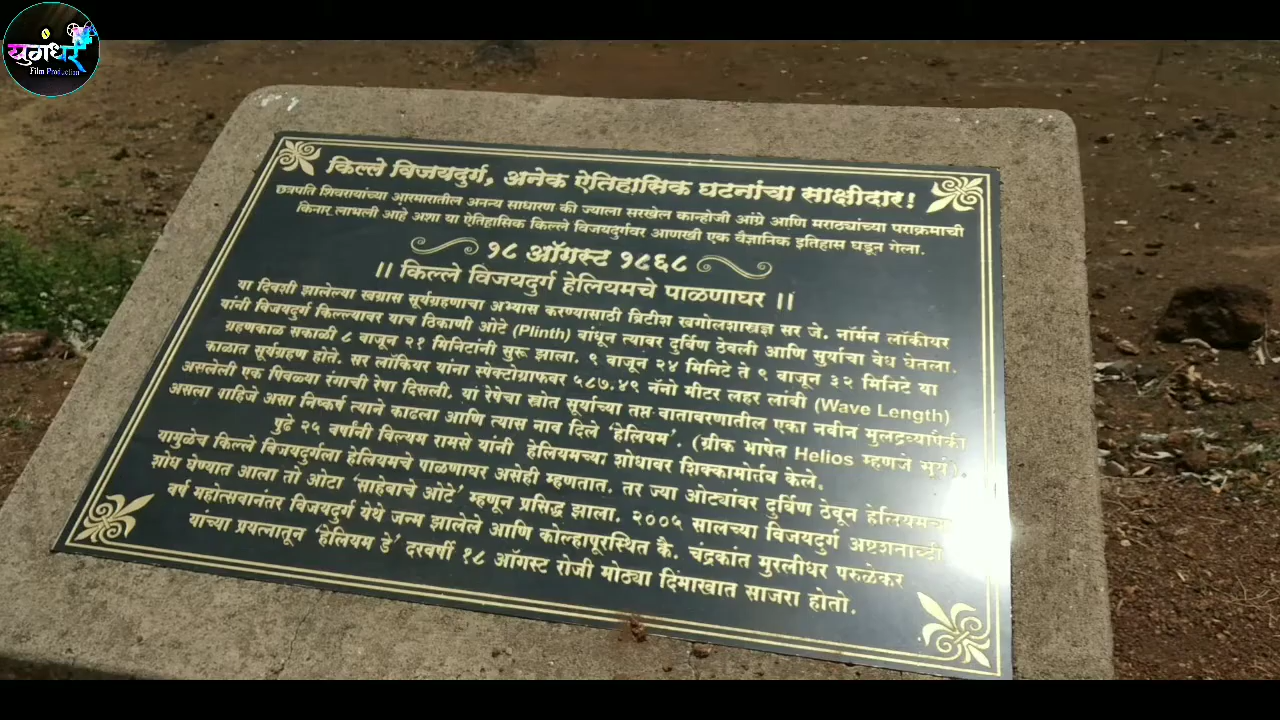 युगधर
Film Production
किल्ले विजयदुर्ग, अनेक ऐतिहासिक घटनांचा साक्षीदार!
छत्रपति शिवरायांच्या आरमारातील अनन्य साधारण की ज्याला सरखेल कान्होजी आंग्रे आणि मराठ्यांच्या पराक्रमाची
किनार लाभली आहे अशा या ऐतिहासिक किल्ले विजयदुर्गवर आणखी एक वैज्ञानिक इतिहास घडून गेला.
१८ ऑगस्ट १८६८
।। किल्ले विजयदुर्ग हेलियमचे पाळणाघर ।।
या दिवशी झालेल्या खग्रास सूर्यग्रहणाचा अभ्यास करण्यासाठी ब्रिटीश खगोलशास्त्रज्ञ सर जे. नॉर्मन लॉकीयर
यांनी विजयदुर्ग किल्ल्यावर याच ठिकाणी ओटे (Plinth) बांधून त्यावर दुर्विण ठेवली आणि सुर्याचा वेध घेतला.
ग्रहणकाळ सकाळी ८ वाजून २१ मिनिटांनी सुरू झाला. ९ वाजून २४ मिनिटे ते ९ वाजून ३२ मिनिटे या
काळात सूर्यग्रहण होते. सर लॉकियर यांना स्पेक्टोग्राफवर ५८७.४९ नॅनो मीटर लहर लांबी (Wave Length)
असलेली एक पिवळ्या रंगाची रेषा दिसली. या रेषेचा स्त्रोत सूर्याच्या तप्त वातावरणातील एका नवीन मुलद्रव्यापैकी
असला पाहिजे असा निष्कर्ष त्याने काढला आणि त्यास नाव दिले 'हेलियम'. (ग्रीक भाषेत Helios म्हणजे सूर्य).
पुढे २५ वर्षांनी विल्यम रामसे यांनी हेलियमच्या शोधावर शिक्कामोर्तब केले.
यामुळेच किल्ले विजयदुर्गला हेलियमचे पाळणाघर असेही म्हणतात. तर ज्या ओट्यांवर दुर्विण ठेवून हेलियमचा
शोध घेण्यात आला तो ओटा 'साहेबाचे ओटे' म्हणून प्रसिद्ध झाला. २००५ सालच्या विजयदुर्ग अष्टशताब्दी
वर्ष महोत्सवानंतर विजयदुर्ग येथे जन्म झालेले आणि कोल्हापूरस्थित कै. चंद्रकांत मुरलीधर परुळेकर
यांच्या प्रयत्नातून 'हेलियम डे' दरवर्षी १८ ऑगस्ट रोजी मोठ्या दिमाखात साजरा होतो.